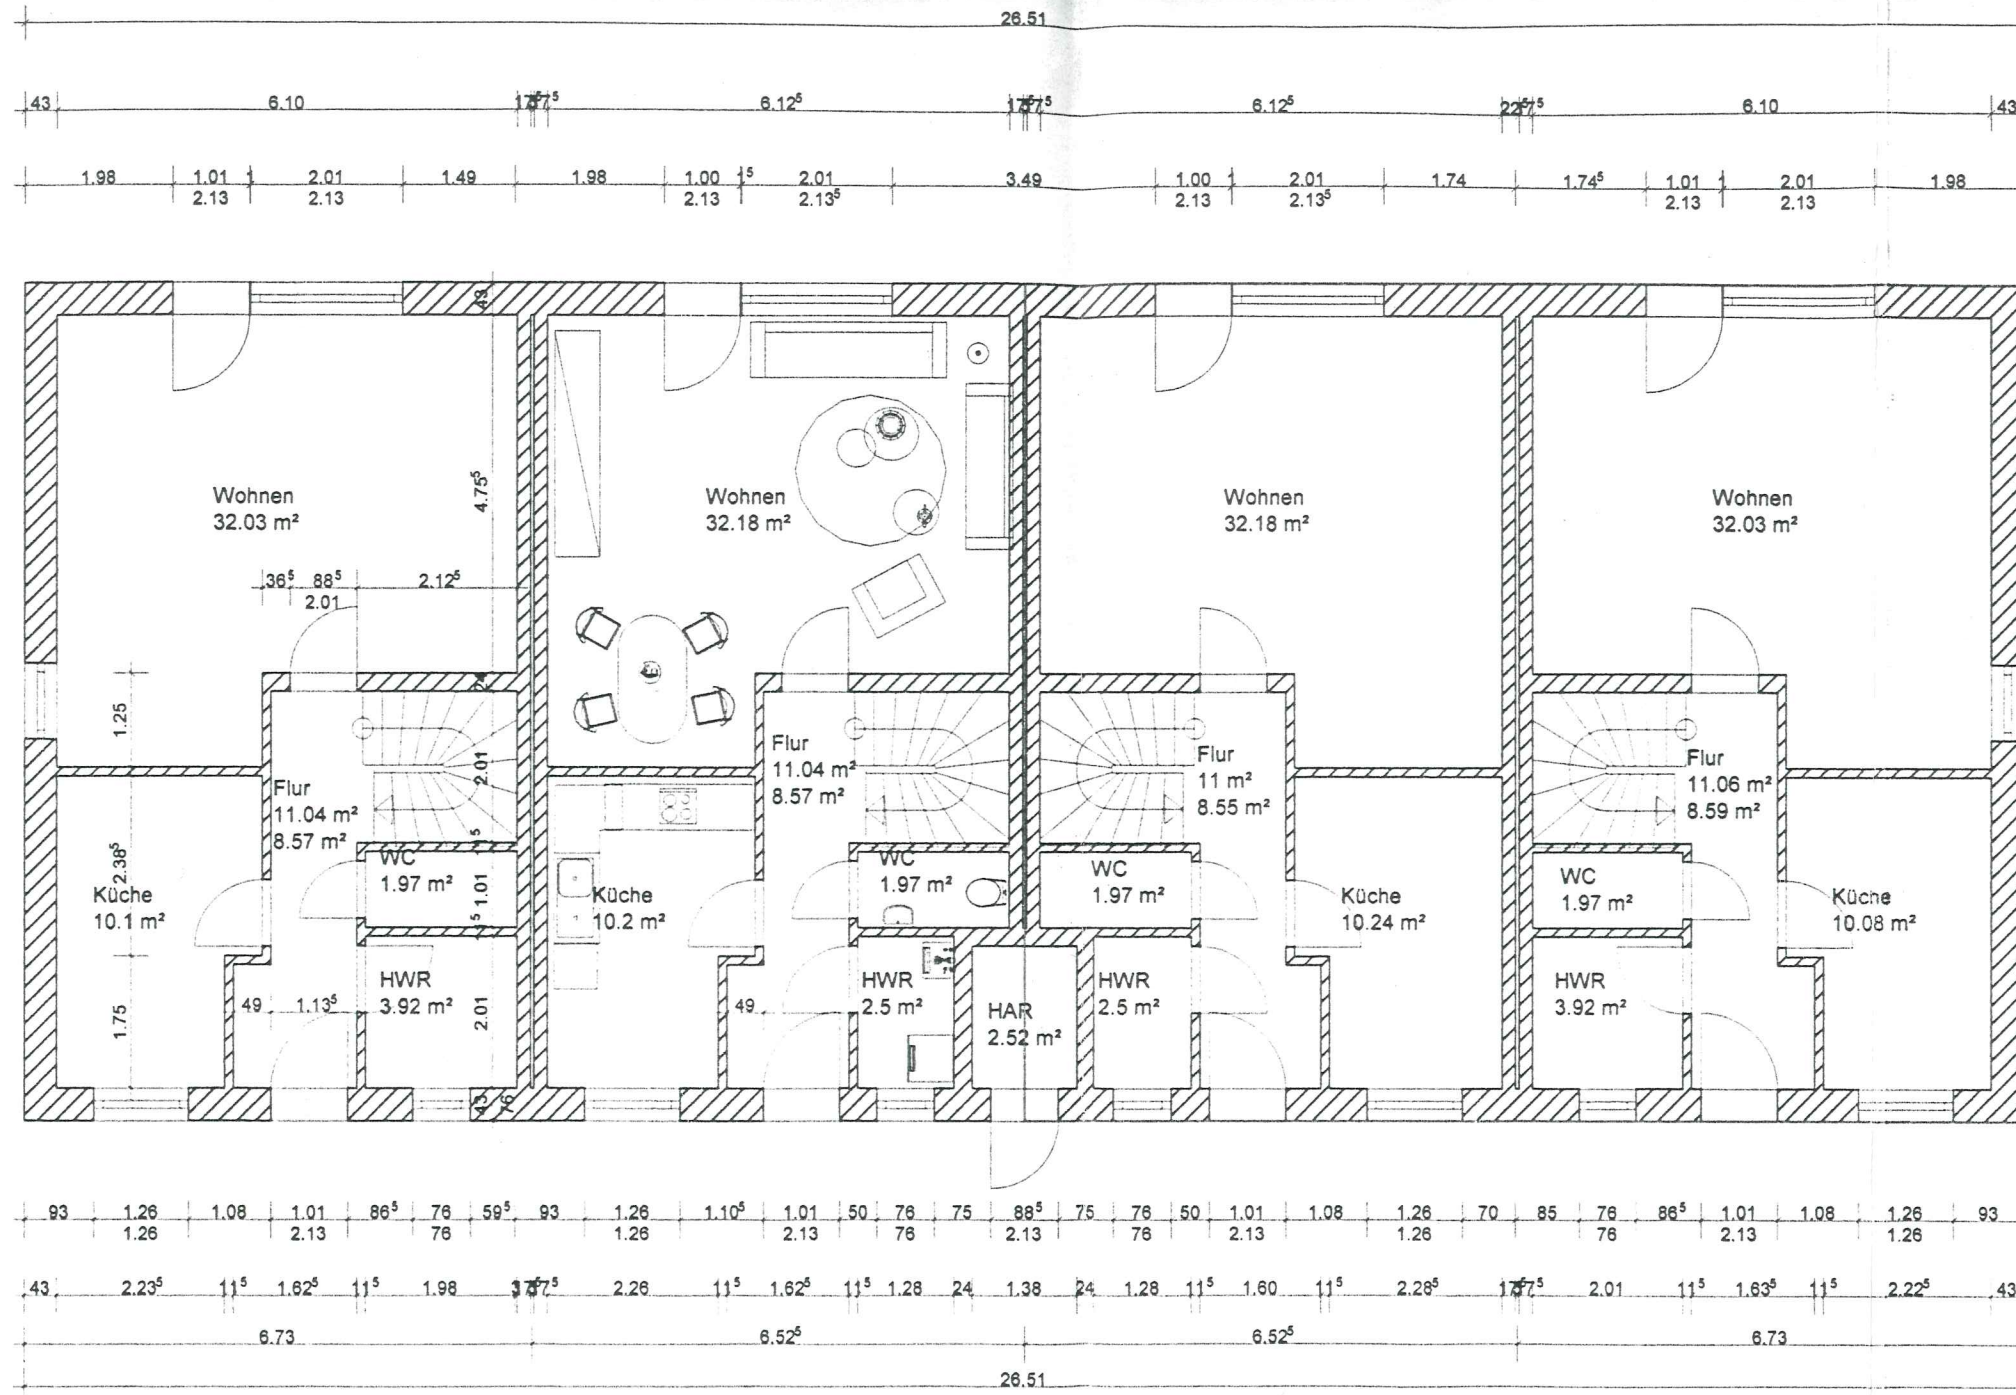 26.51
43 6.10 17⁵ 17⁵ 6.12⁵ 17⁵ 17⁵ 6.12⁵ 22⁵ 17⁵ 6.10 43
1.98 1.01 2.01 1.49 1.98 1.00 1⁵ 2.01 3.49 1.00 1 2.01 1.74 1.74⁵ 1.01 2.01 1.98
2.13 2.13 2.13 2.13⁵ 2.13 2.13⁵ 2.13 2.13
43
4.75⁵
Wohnen
32.03 m²
Wohnen
32.18 m²
Wohnen
32.18 m²
Wohnen
32.03 m²
36⁵ 88⁵ 2.12⁵
2.01
24
1.25
2.01
Flur
11.04 m²
8.57 m²
Flur
11.04 m²
8.57 m²
Flur
11 m²
8.55 m²
Flur
11.06 m²
8.59 m²
11⁵
2.38⁵
WC
1.97 m²
1.01
WC
1.97 m²
WC
1.97 m²
WC
1.97 m²
Küche
10.1 m²
Küche
10.2 m²
Küche
10.24 m²
Küche
10.08 m²
11⁵
HWR
3.92 m²
HWR
2.5 m²
HAR
2.52 m²
HWR
2.5 m²
HWR
3.92 m²
49 1.13⁵
49
1.75
2.01
43
76
93 1.26 1.08 1.01 86⁵ 76 59⁵ 93 1.26 1.10⁵ 1.01 50 76 75 88⁵ 75 76 50 1.01 1.08 1.26 70 85 76 86⁵ 1.01 1.08 1.26 93
1.26 2.13 76 1.26 2.13 76 2.13 76 2.13 1.26 76 2.13 1.26
43 2.23⁵ 11⁵ 1.62⁵ 11⁵ 1.98 17⁵ 2.26 11⁵ 1.62⁵ 11⁵ 1.28 24 1.38 24 1.28 11⁵ 1.60 11⁵ 2.28⁵ 17⁵ 17⁵ 2.01 11⁵ 1.63⁵ 11⁵ 2.22⁵ 43
6.73 6.52⁵ 6.52⁵ 6.73
26.51